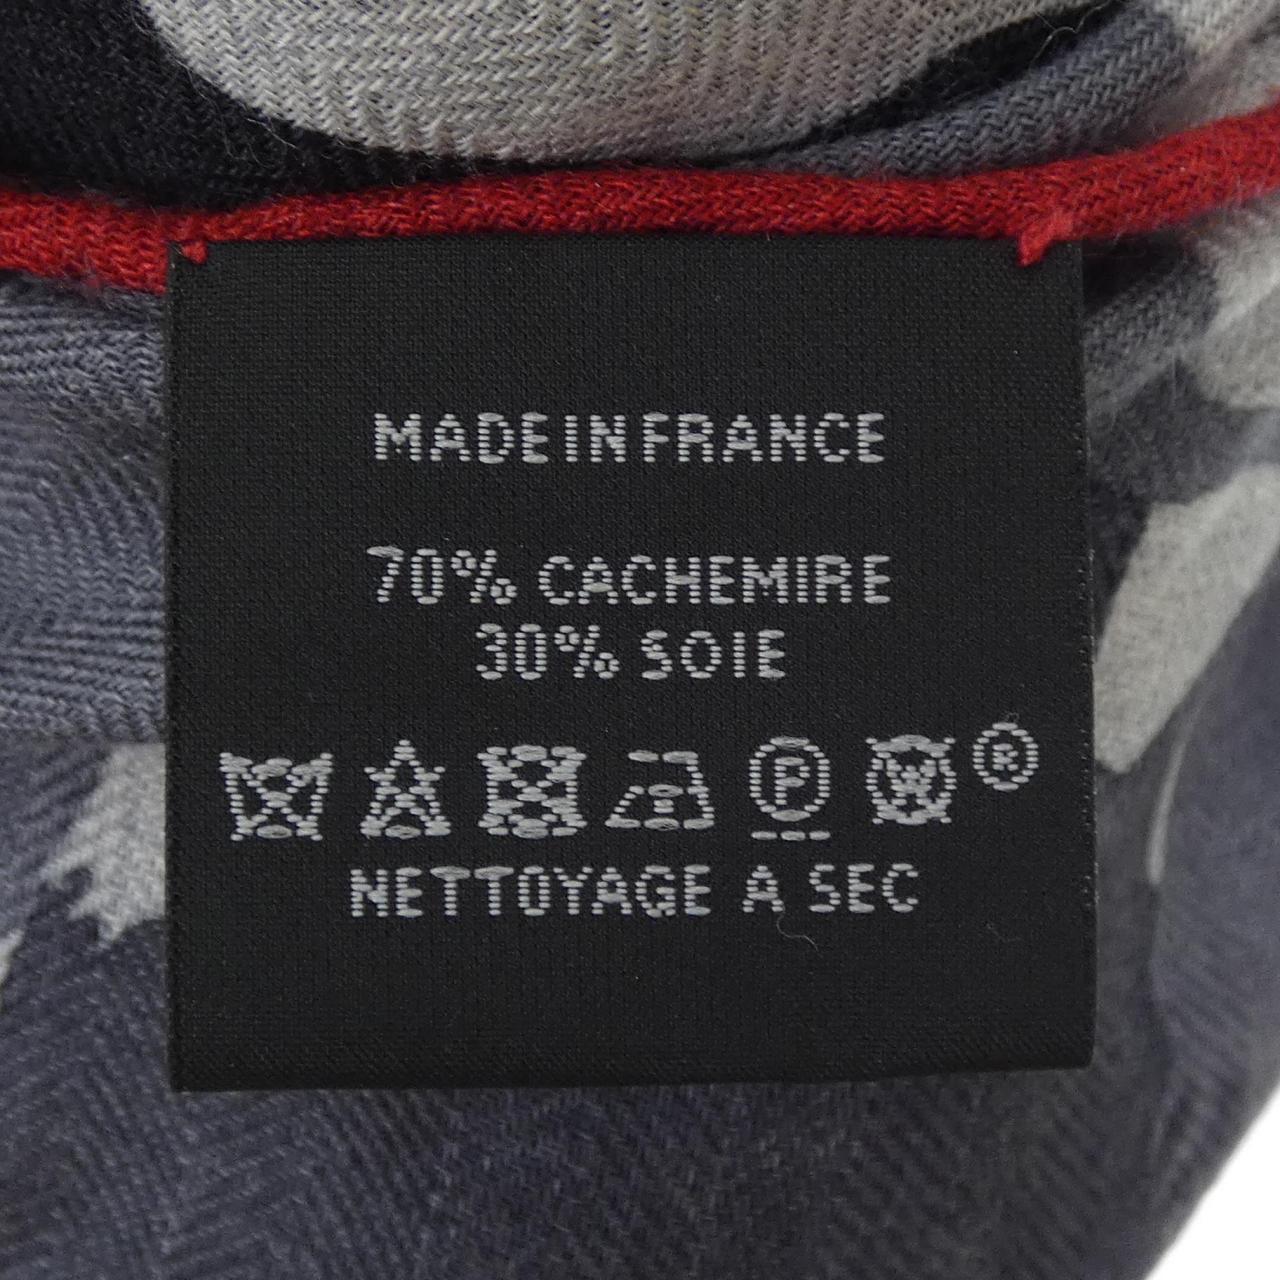 MADE IN FRANCE
70% CACHEMIRE
30% SOIE
P W ®
NETTOYAGE A SEC